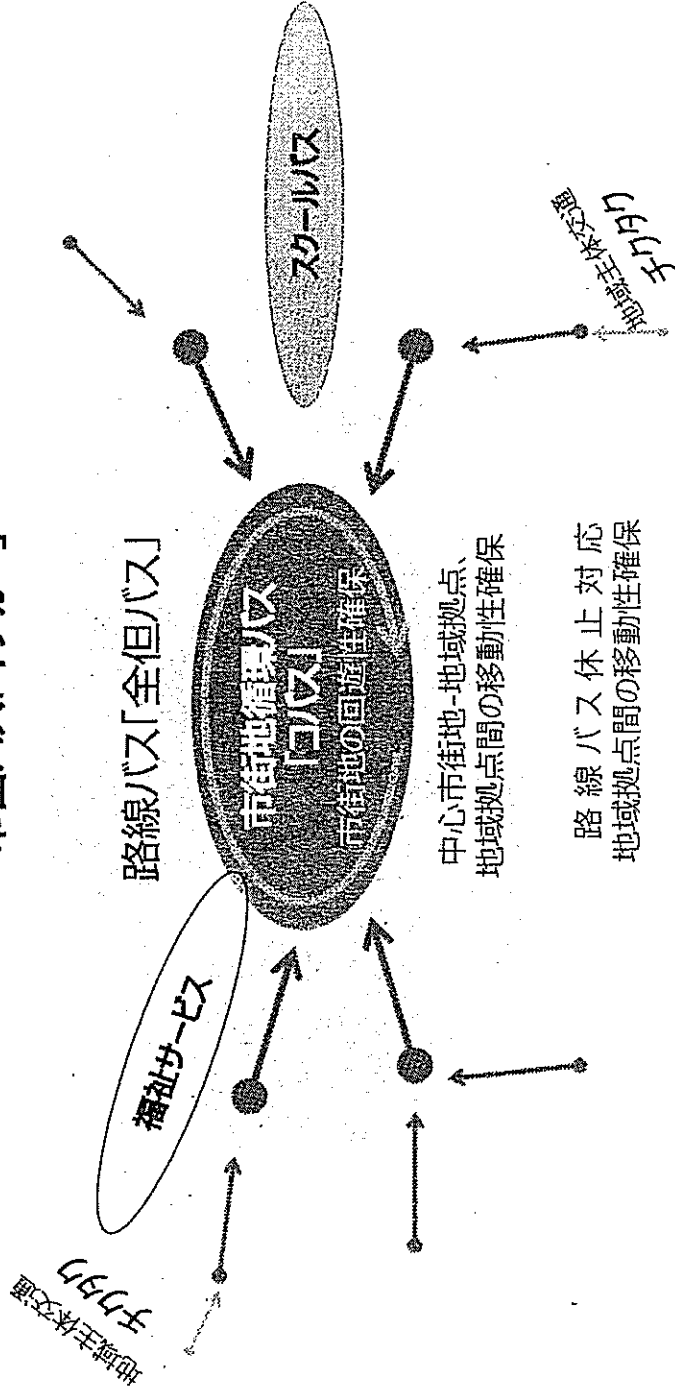 路線バス「全但バス」
福祉サービス
市街地循環バス
「コバス」
市街地の回遊性確保
スクールバス
地域主体交通
チクタク
中心市街地-地域拠点、
地域拠点間の移動性確保
路線バス休止対応
地域拠点間の移動性確保
地域主体交通
チクタク